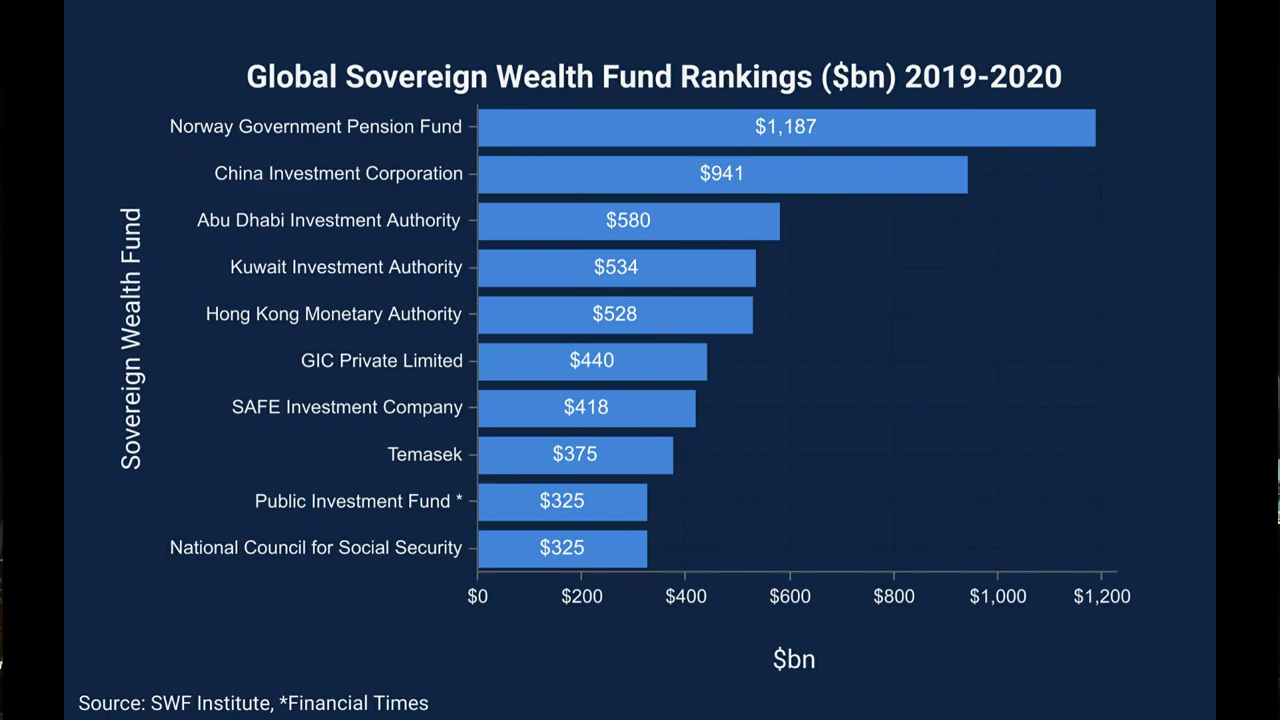 Global Sovereign Wealth Fund Rankings ($bn) 2019-2020
Sovereign Wealth Fund
Norway Government Pension Fund $1,187
China Investment Corporation $941
Abu Dhabi Investment Authority $580
Kuwait Investment Authority $534
Hong Kong Monetary Authority $528
GIC Private Limited $440
SAFE Investment Company $418
Temasek $375
Public Investment Fund * $325
National Council for Social Security $325
$0 $200 $400 $600 $800 $1,000 $1,200
$bn
Source: SWF Institute, *Financial Times